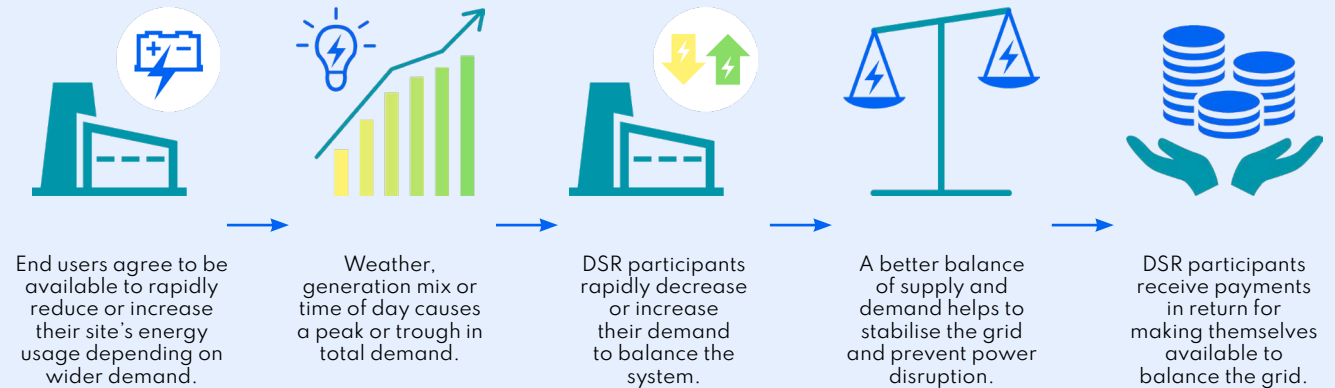 End users agree to be
available to rapidly
reduce or increase
their site's energy
usage depending on
wider demand.
Weather,
generation mix or
time of day causes
a peak or trough in
total demand.
DSR participants
rapidly decrease
or increase
their demand
to balance the
system.
A better balance
of supply and
demand helps to
stabilise the grid
and prevent power
disruption.
DSR participants
receive payments
in return for
making themselves
available to
balance the grid.